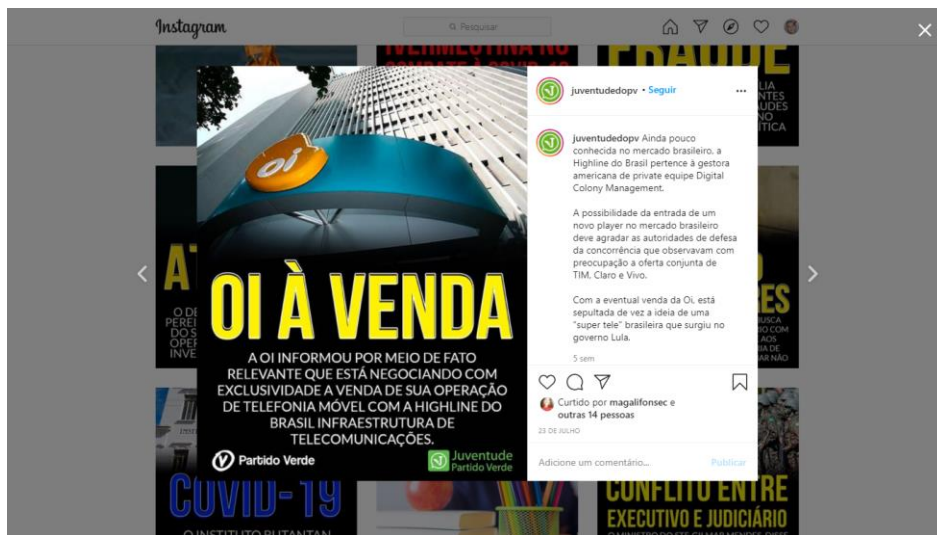 Instagram
Pesquisar
IVERMECTINA NO
COMBATE À COVID-19
FRAUDE
juventudedopv • Seguir
oi
OI À VENDA
A OI INFORMOU POR MEIO DE FATO
RELEVANTE QUE ESTÁ NEGOCIANDO COM
EXCLUSIVIDADE A VENDA DE SUA OPERAÇÃO
DE TELEFONIA MÓVEL COM A HIGHLINE DO
BRASIL INFRAESTRUTURA DE
TELECOMUNICAÇÕES.
Partido Verde
Juventude
Partido Verde
juventudedopv Ainda pouco
conhecida no mercado brasileiro, a
Highline do Brasil pertence à gestora
americana de private equipe Digital
Colony Management.
A possibilidade da entrada de um
novo player no mercado brasileiro
deve agradar as autoridades de defesa
da concorrência que observavam com
preocupação a oferta conjunta de
TIM, Claro e Vivo.
Com a eventual venda da Oi, está
sepultada de vez a ideia de uma
"super tele" brasileira que surgiu no
governo Lula.
5 sem
Curtido por magalifonsec e
outras 14 pessoas
23 DE JULHO
Adicione um comentário...
Publicar
COVID-19
O INSTITUTO BUTANTAN
CONFLITO ENTRE
EXECUTIVO E JUDICIÁRIO